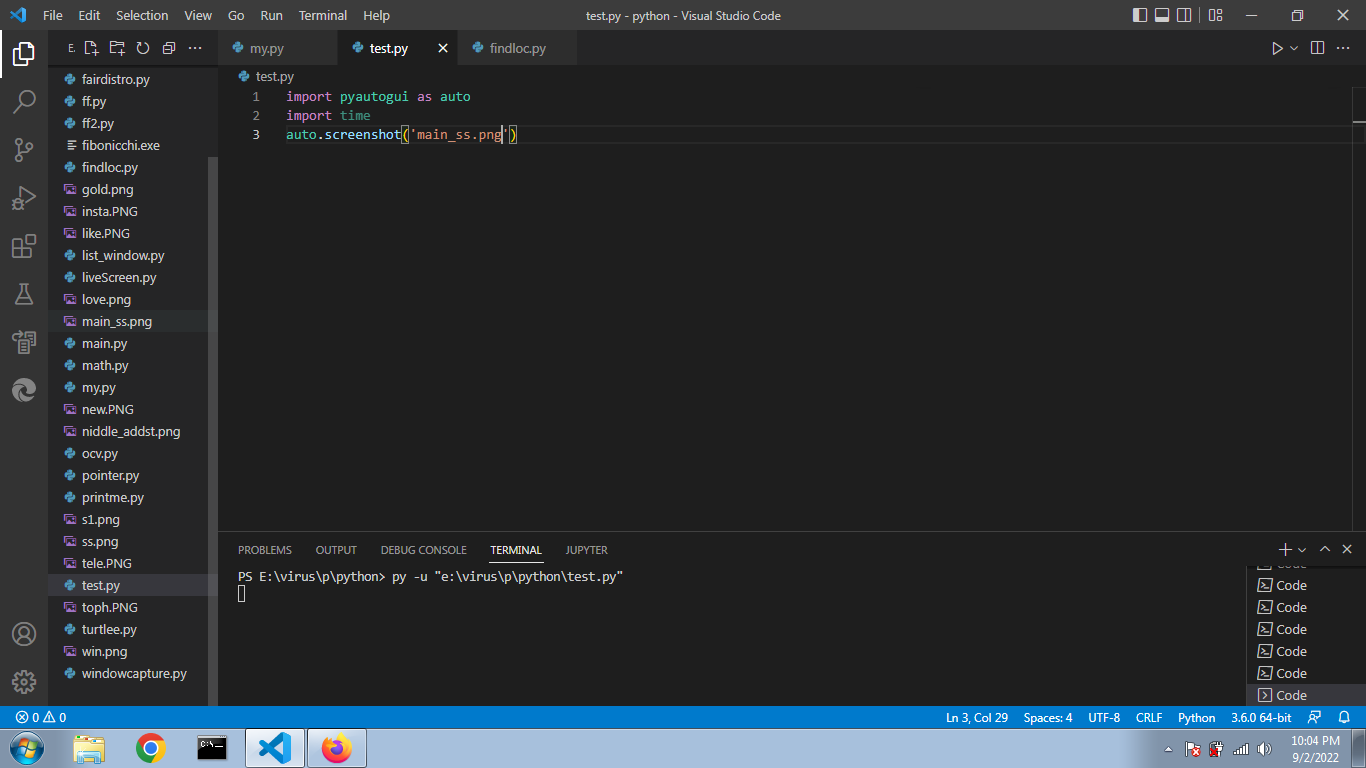 File Edit Selection View Go Run Terminal Help test.py - python - Visual Studio Code
E.
my.py test.py findloc.py
test.py
fairdistro.py
ff.py
ff2.py
fibonicchi.exe
findloc.py
gold.png
insta.PNG
like.PNG
list_window.py
liveScreen.py
love.png
main_ss.png
main.py
math.py
my.py
new.PNG
niddle_addst.png
ocv.py
pointer.py
printme.py
s1.png
ss.png
tele.PNG
test.py
toph.PNG
turtlee.py
win.png
windowcapture.py
1 import pyautogui as auto
2 import time
3 auto.screenshot('main_ss.png')
PROBLEMS OUTPUT DEBUG CONSOLE TERMINAL JUPYTER
PS E:\virus\p\python> py -u "e:\virus\p\python\test.py"
Code
Code
Code
Code
Code
Code
Code
0 0 Ln 3, Col 29 Spaces: 4 UTF-8 CRLF Python 3.6.0 64-bit
C:\
10:04 PM
9/2/2022